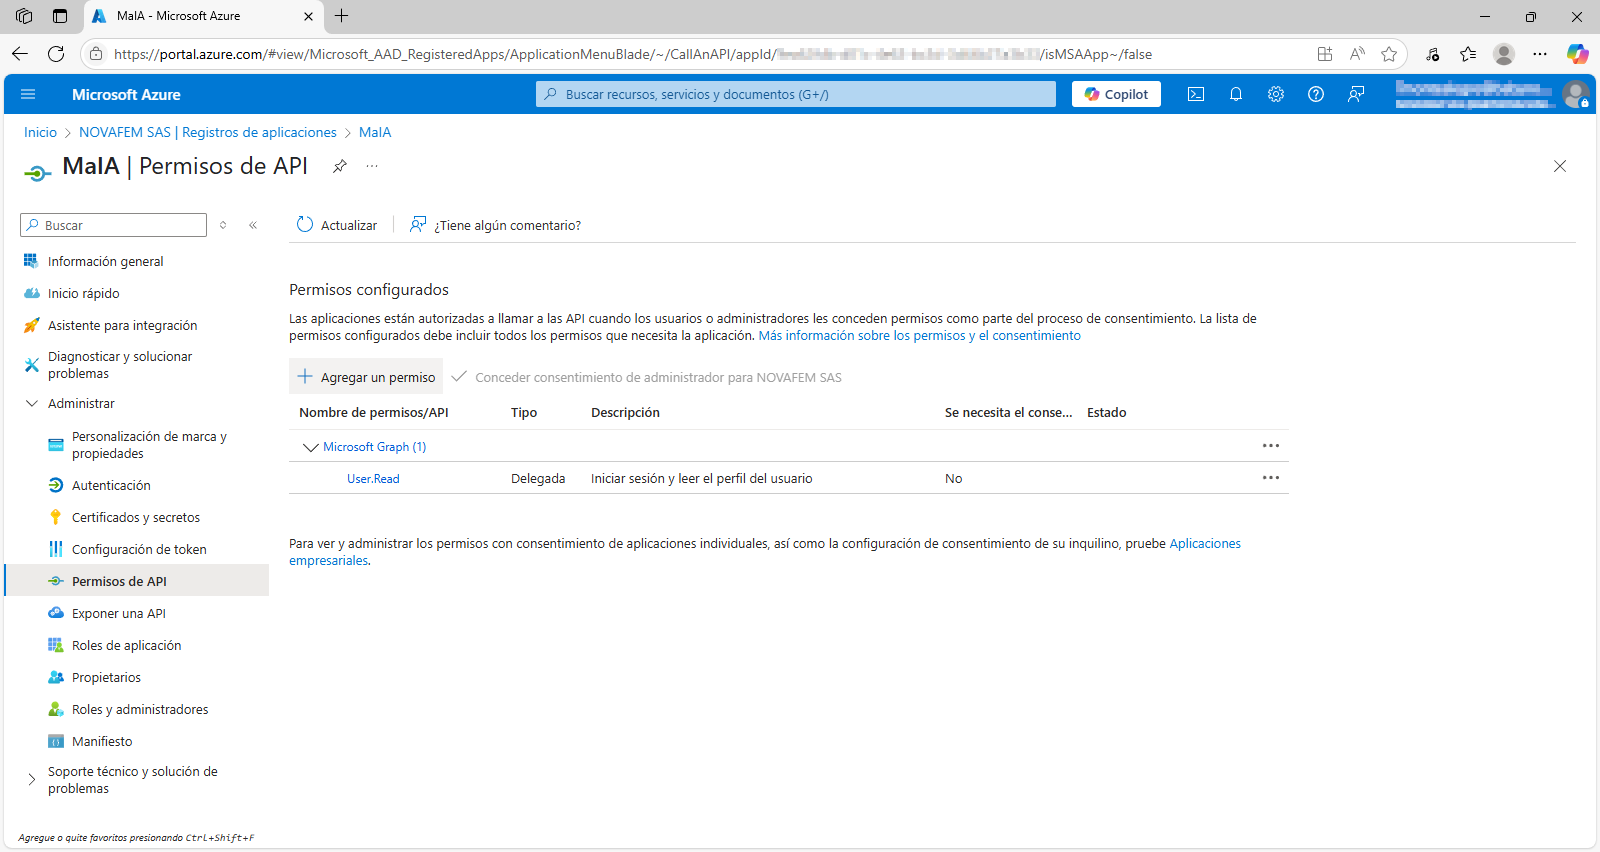 MaIA - Microsoft Azure
https://portal.azure.com/#view/Microsoft_AAD_RegisteredApps/ApplicationMenuBlade/~/CallAnAPI/appId/
/isMSAApp~/false
Microsoft Azure
Buscar recursos, servicios y documentos (G+/)
Copilot
Inicio > NOVAFEM SAS | Registros de aplicaciones > MaIA
MaIA | Permisos de API
Buscar
Actualizar
¿Tiene algún comentario?
Información general
Inicio rápido
Asistente para integración
Diagnosticar y solucionar
problemas
Administrar
Personalización de marca y
propiedades
Autenticación
Certificados y secretos
Configuración de token
Permisos de API
Exponer una API
Roles de aplicación
Propietarios
Roles y administradores
Manifiesto
Soporte técnico y solución de
problemas
Agregue o quite favoritos presionando Ctrl+Shift+F
Permisos configurados
Las aplicaciones están autorizadas a llamar a las API cuando los usuarios o administradores les conceden permisos como parte del proceso de consentimiento. La lista de
permisos configurados debe incluir todos los permisos que necesita la aplicación. Más información sobre los permisos y el consentimiento
Agregar un permiso
Conceder consentimiento de administrador para NOVAFEM SAS
Nombre de permisos/API Tipo Descripción Se necesita el conse... Estado
Microsoft Graph (1)
User.Read Delegada Iniciar sesión y leer el perfil del usuario No
Para ver y administrar los permisos con consentimiento de aplicaciones individuales, así como la configuración de consentimiento de su inquilino, pruebe Aplicaciones
empresariales.